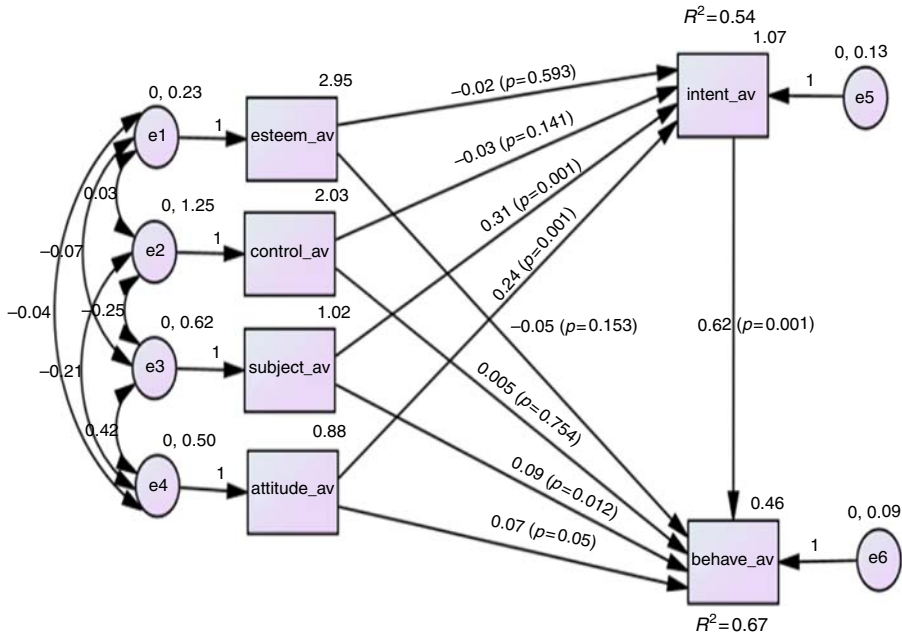 R²=0.54
1.07
0, 0.13
intent_av
1
e5
0, 0.23
2.95
e1
1
esteem_av
–0.02 (p=0.593)
–0.03 (p=0.141)
0.31 (p=0.001)
0.24 (p=0.001)
0.03
0, 1.25
2.03
e2
1
control_av
–0.07
–0.04
–0.25
0, 0.62
1.02
–0.05 (p=0.153)
0.62 (p=0.001)
e3
1
subject_av
–0.21
0.005 (p=0.754)
0.42
0, 0.50
0.88
e4
1
attitude_av
0.09 (p=0.012)
0.07 (p=0.05)
0.46
0, 0.09
behave_av
1
e6
R²=0.67